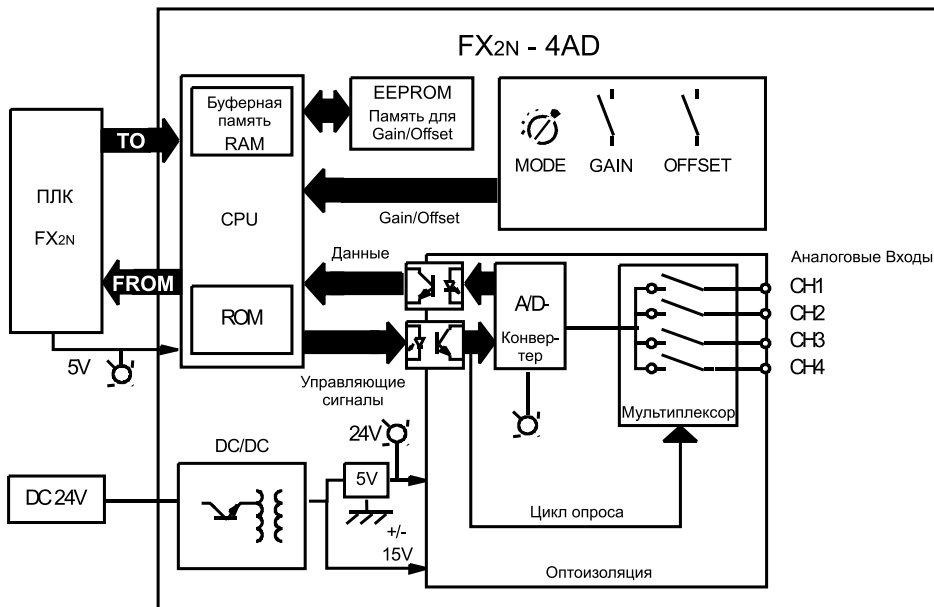 FX2N - 4AD
Буферная
память
RAM
EEPROM
Память для
Gain/Offset
MODE
GAIN
OFFSET
TO
ПЛК
FX2N
CPU
Gain/Offset
Данные
FROM
ROM
A/D-
Конвер-
тер
Аналоговые Входы
CH1
CH2
CH3
CH4
Мультиплексор
5V
Управляющие
сигналы
24V
DC/DC
DC 24V
5V
+/-
15V
Цикл опроса
Оптоизоляция